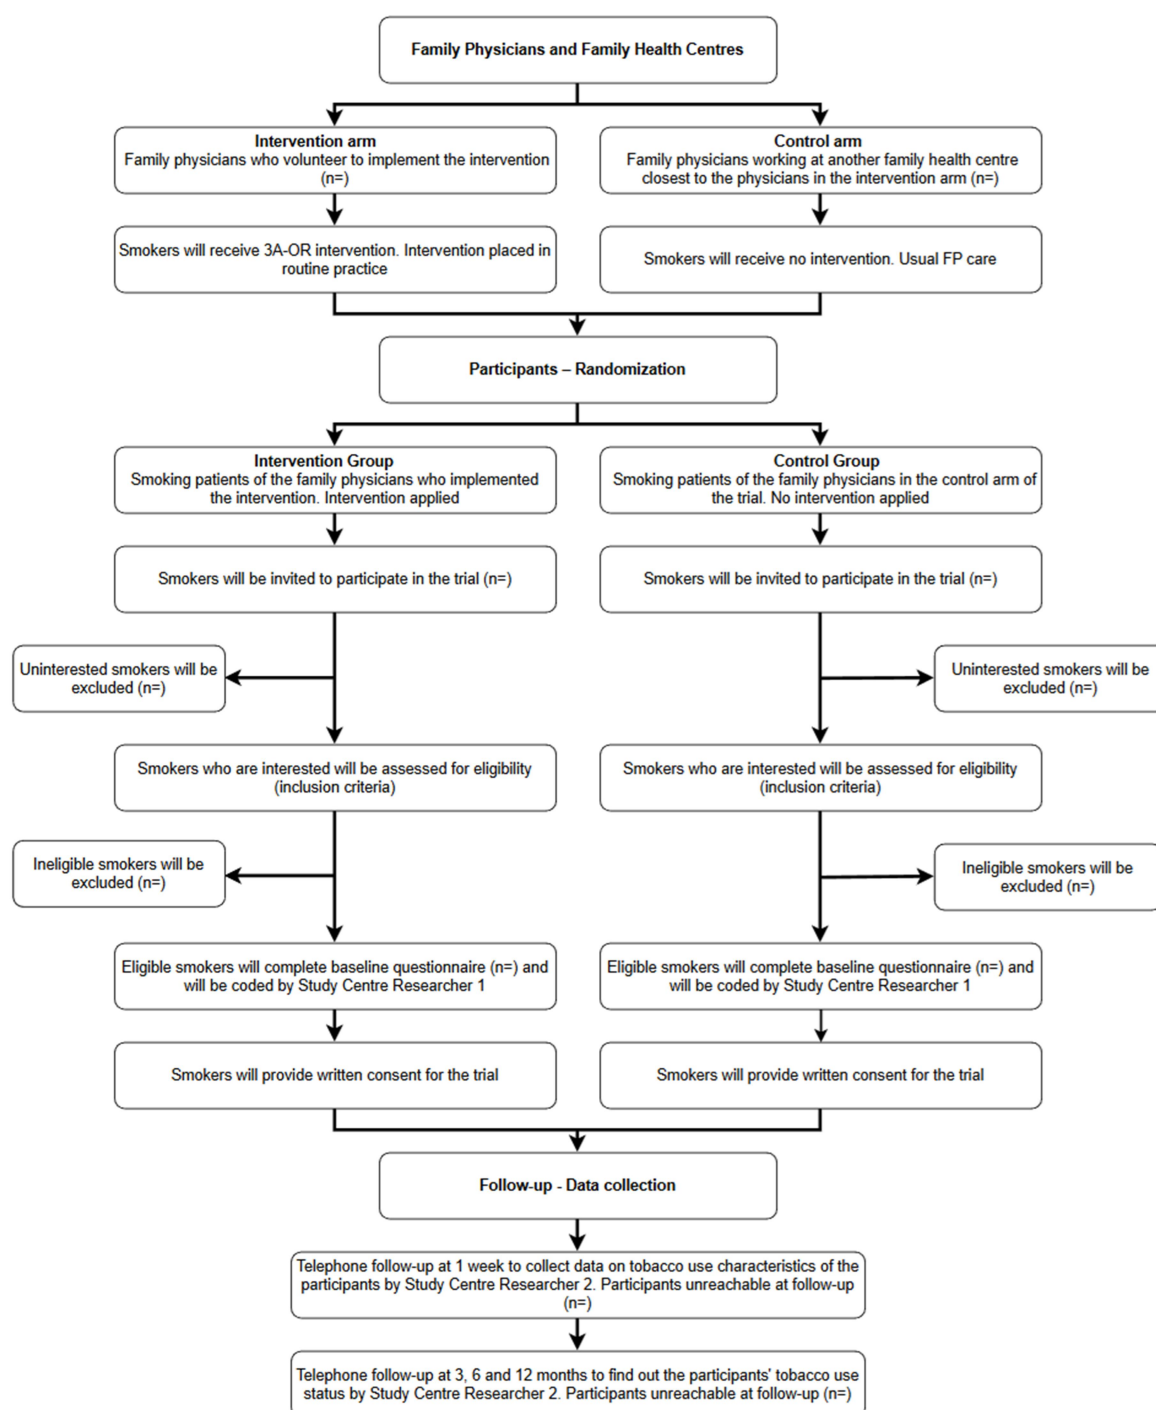 Family Physicians and Family Health Centres
Intervention arm
Family physicians who volunteer to implement the intervention
(n=)
Control arm
Family physicians working at another family health centre
closest to the physicians in the intervention arm (n=)
Smokers will receive 3A-OR intervention. Intervention placed in
routine practice
Smokers will receive no intervention. Usual FP care
Participants – Randomization
Intervention Group
Smoking patients of the family physicians who implemented
the intervention. Intervention applied
Control Group
Smoking patients of the family physicians in the control arm of
the trial. No intervention applied
Smokers will be invited to participate in the trial (n=)
Smokers will be invited to participate in the trial (n=)
Uninterested smokers will be
excluded (n=)
Uninterested smokers will be
excluded (n=)
Smokers who are interested will be assessed for eligibility
(inclusion criteria)
Smokers who are interested will be assessed for eligibility
(inclusion criteria)
Ineligible smokers will be
excluded (n=)
Ineligible smokers will be
excluded (n=)
Eligible smokers will complete baseline questionnaire (n=) and
will be coded by Study Centre Researcher 1
Eligible smokers will complete baseline questionnaire (n=) and
will be coded by Study Centre Researcher 1
Smokers will provide written consent for the trial
Smokers will provide written consent for the trial
Follow-up - Data collection
Telephone follow-up at 1 week to collect data on tobacco use characteristics of the
participants by Study Centre Researcher 2. Participants unreachable at follow-up
(n=)
Telephone follow-up at 3, 6 and 12 months to find out the participants' tobacco use
status by Study Centre Researcher 2. Participants unreachable at follow-up (n=)